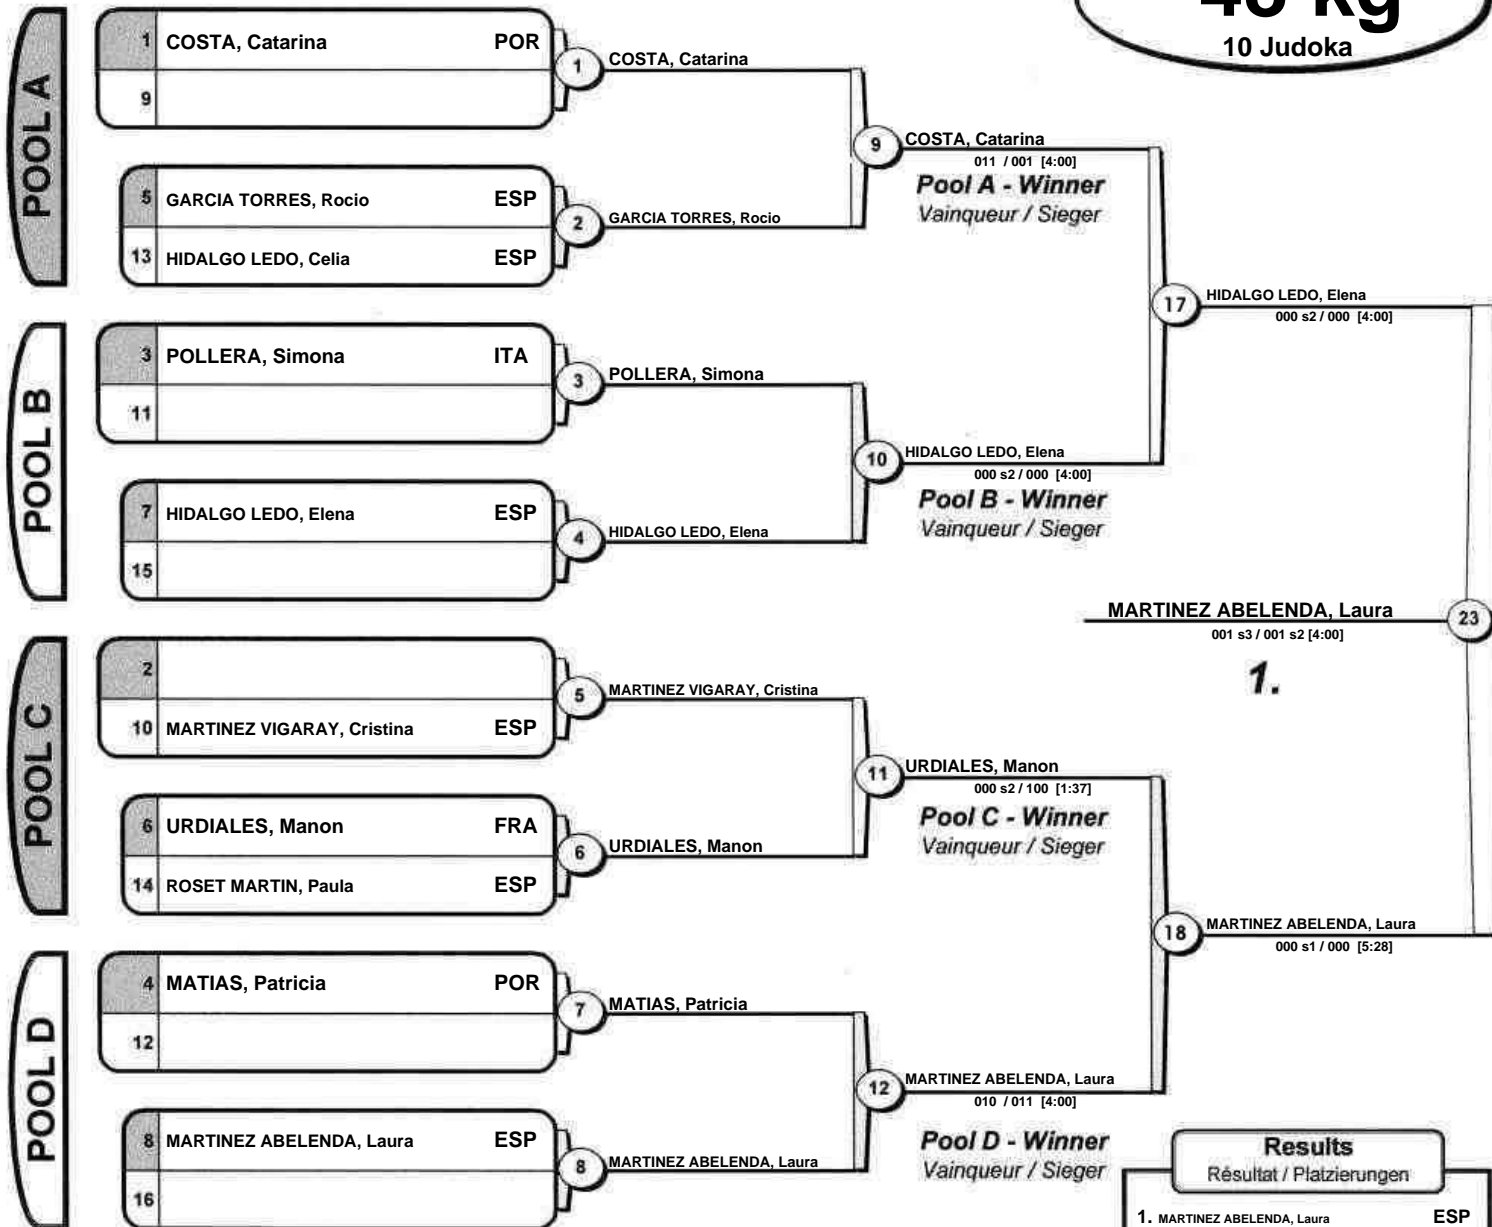 48 kg
10 Judoka
POOL A
1 COSTA, Catarina POR
9
1 COSTA, Catarina
5 GARCIA TORRES, Rocio ESP
13 HIDALGO LEDO, Celia ESP
2 GARCIA TORRES, Rocio
9 COSTA, Catarina
011 / 001 [4:00]
Pool A - Winner
Vainqueur / Sieger
17 HIDALGO LEDO, Elena
000 s2 / 000 [4:00]
POOL B
3 POLLERA, Simona ITA
11
3 POLLERA, Simona
7 HIDALGO LEDO, Elena ESP
15
4 HIDALGO LEDO, Elena
10 HIDALGO LEDO, Elena
000 s2 / 000 [4:00]
Pool B - Winner
Vainqueur / Sieger
MARTINEZ ABELENDA, Laura 23
001 s3 / 001 s2 [4:00]
1.
POOL C
2
10 MARTINEZ VIGARAY, Cristina ESP
5 MARTINEZ VIGARAY, Cristina
6 URDIALES, Manon FRA
14 ROSET MARTIN, Paula ESP
6 URDIALES, Manon
11 URDIALES, Manon
000 s2 / 100 [1:37]
Pool C - Winner
Vainqueur / Sieger
18 MARTINEZ ABELENDA, Laura
000 s1 / 000 [5:28]
POOL D
4 MATIAS, Patricia POR
12
7 MATIAS, Patricia
8 MARTINEZ ABELENDA, Laura ESP
16
8 MARTINEZ ABELENDA, Laura
12 MARTINEZ ABELENDA, Laura
010 / 011 [4:00]
Pool D - Winner
Vainqueur / Sieger
Results
Résultat / Platzierungen
1. MARTINEZ ABELENDA, Laura ESP